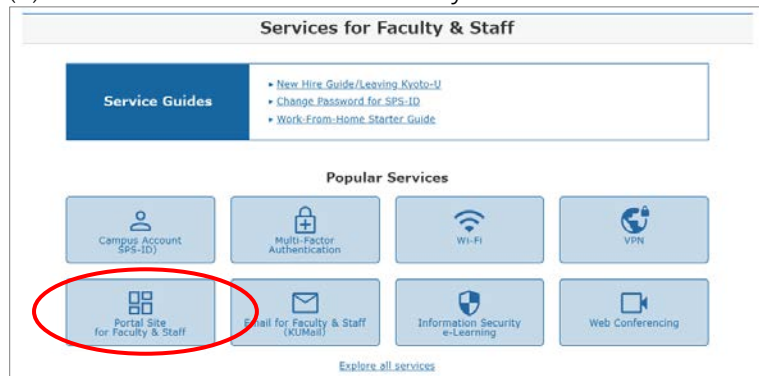 Services for Faculty & Staff
Service Guides
▸ New Hire Guide/Leaving Kyoto-U
▸ Change Password for SPS-ID
▸ Work-From-Home Starter Guide
Popular Services
Campus Account
SPS-ID)
Multi-Factor
Authentication
Wi-Fi
VPN
Portal Site
for Faculty & Staff
Email for Faculty & Staff
(KUMail)
Information Security
e-Learning
Web Conferencing
Explore all services